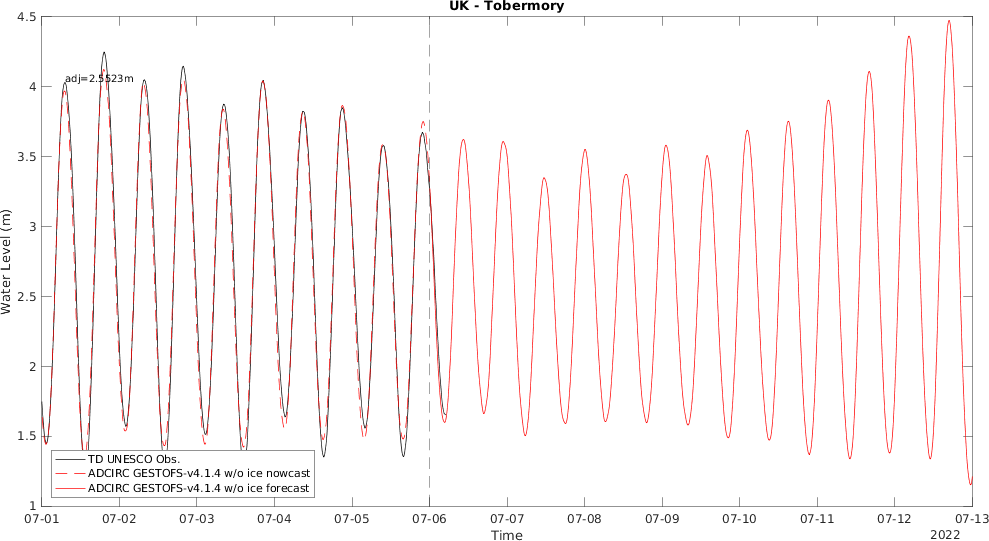 UK - Tobermory
Water Level (m)
4.5
4
3.5
3
2.5
2
1.5
1
adj=2.5523m
TD UNESCO Obs.
ADCIRC GESTOFS-v4.1.4 w/o ice nowcast
ADCIRC GESTOFS-v4.1.4 w/o ice forecast
07-01 07-02 07-03 07-04 07-05 07-06 07-07 07-08 07-09 07-10 07-11 07-12 07-13
Time
2022